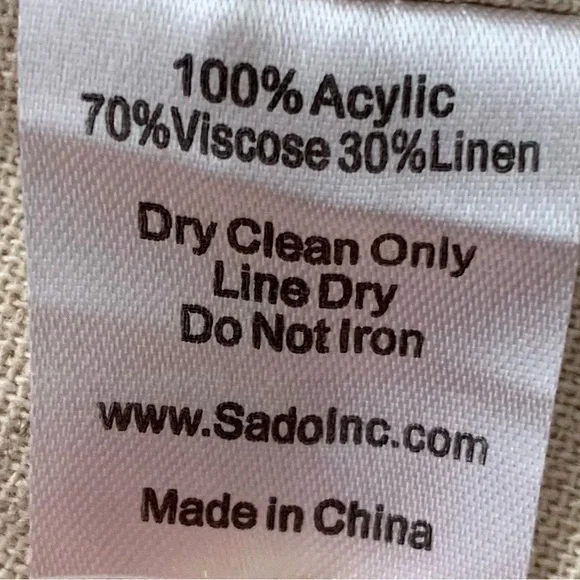 100% Acylic
70%Viscose 30%Linen
Dry Clean Only
Line Dry
Do Not Iron
www.SadoInc.com
Made in China